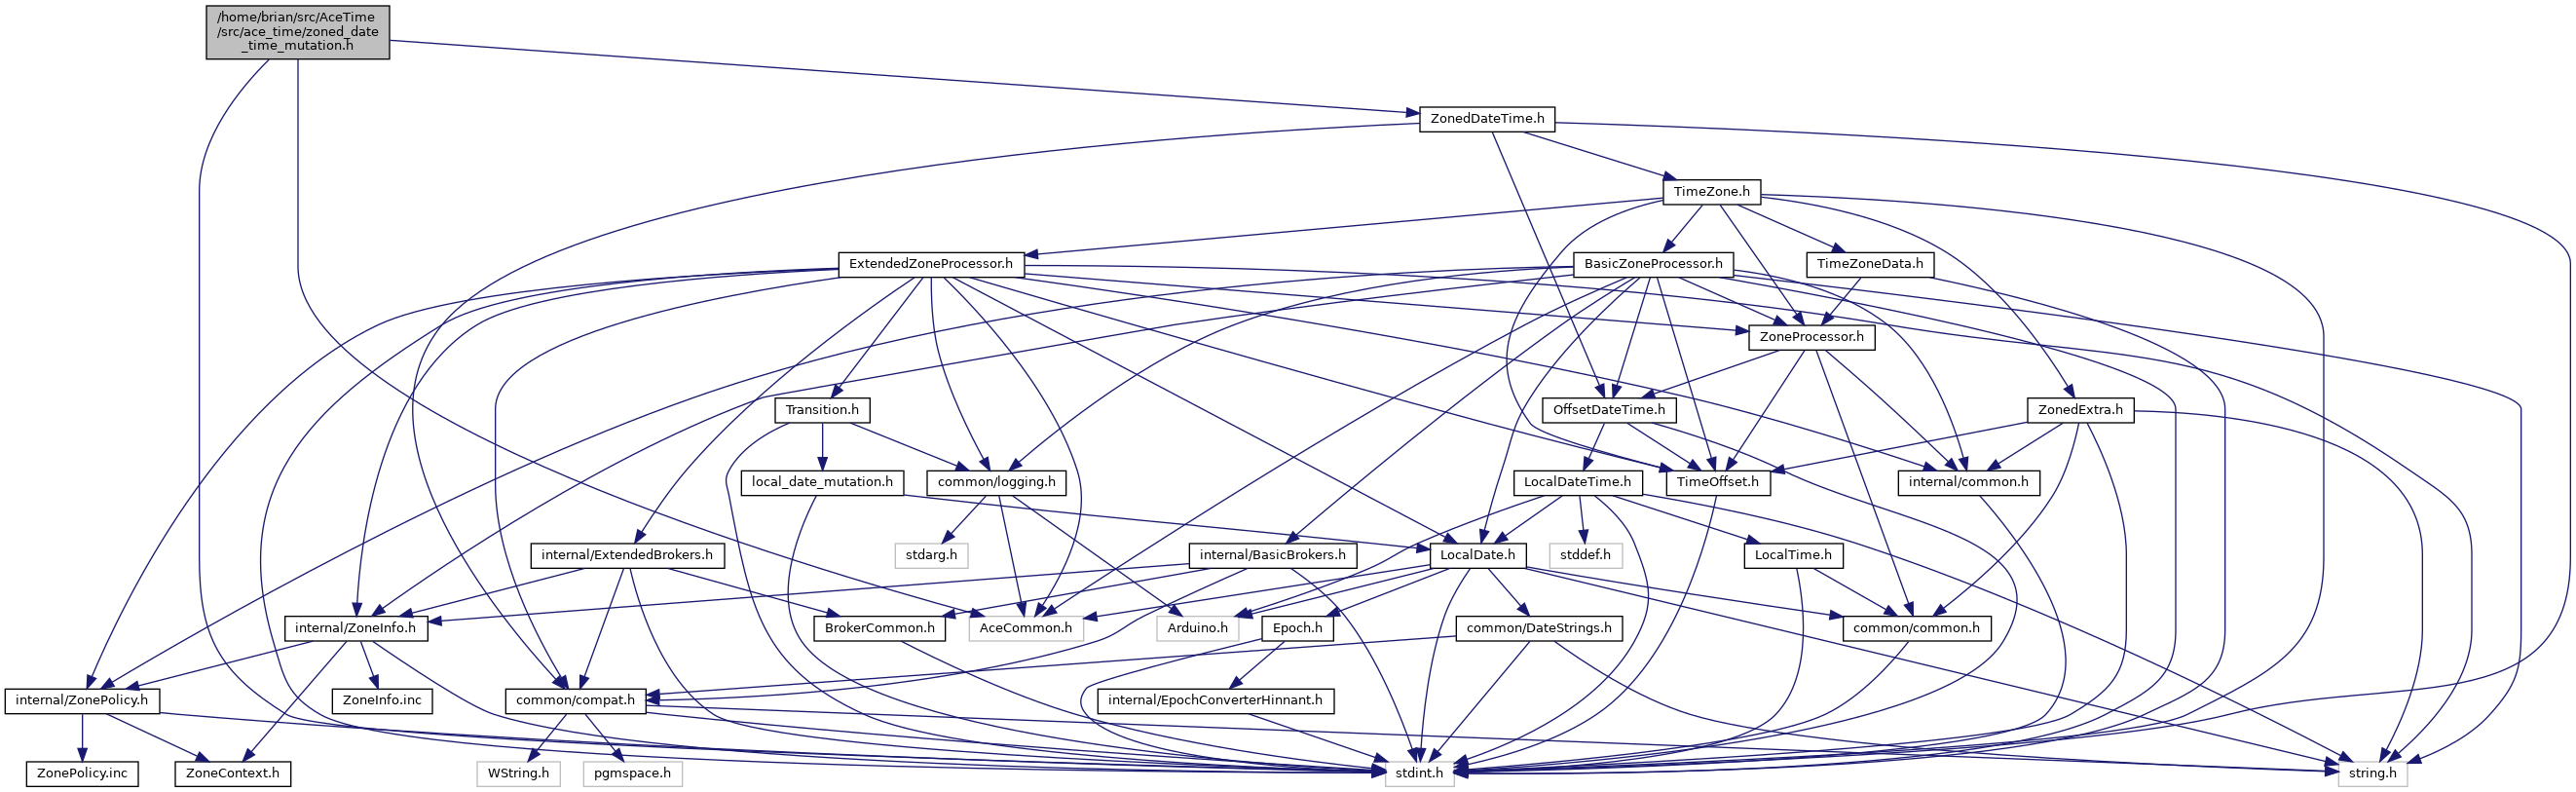 /home/brian/src/AceTime
/src/ace_time/zoned_date
_time_mutation.h
ZonedDateTime.h
TimeZone.h
ExtendedZoneProcessor.h
BasicZoneProcessor.h
TimeZoneData.h
ZoneProcessor.h
Transition.h
OffsetDateTime.h
ZonedExtra.h
local_date_mutation.h
common/logging.h
LocalDateTime.h
TimeOffset.h
internal/common.h
internal/ExtendedBrokers.h
stdarg.h
internal/BasicBrokers.h
LocalDate.h
stddef.h
LocalTime.h
internal/ZoneInfo.h
BrokerCommon.h
AceCommon.h
Arduino.h
Epoch.h
common/DateStrings.h
common/common.h
internal/ZonePolicy.h
ZoneInfo.inc
common/compat.h
internal/EpochConverterHinnant.h
ZonePolicy.inc
ZoneContext.h
WString.h
pgmspace.h
stdint.h
string.h